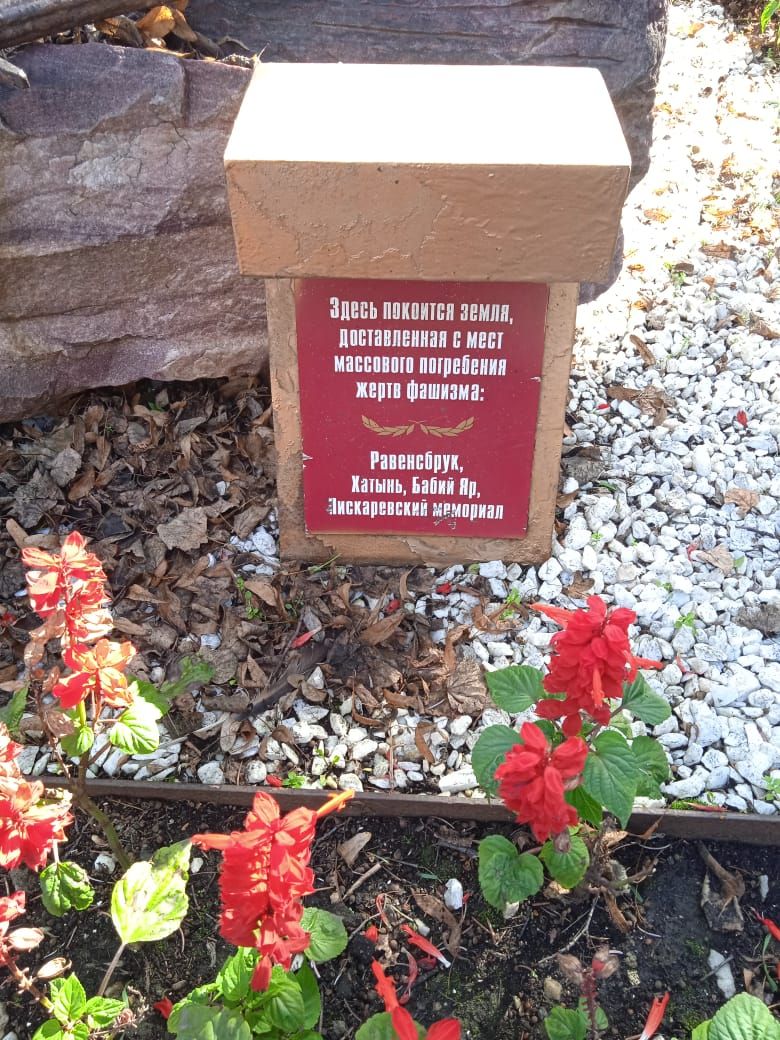 Здесь покоится земля,
доставленная с мест
массового погребения
жертв фашизма:
Равенсбрук,
Хатынь, Бабий Яр,
Пискаревский мемориал